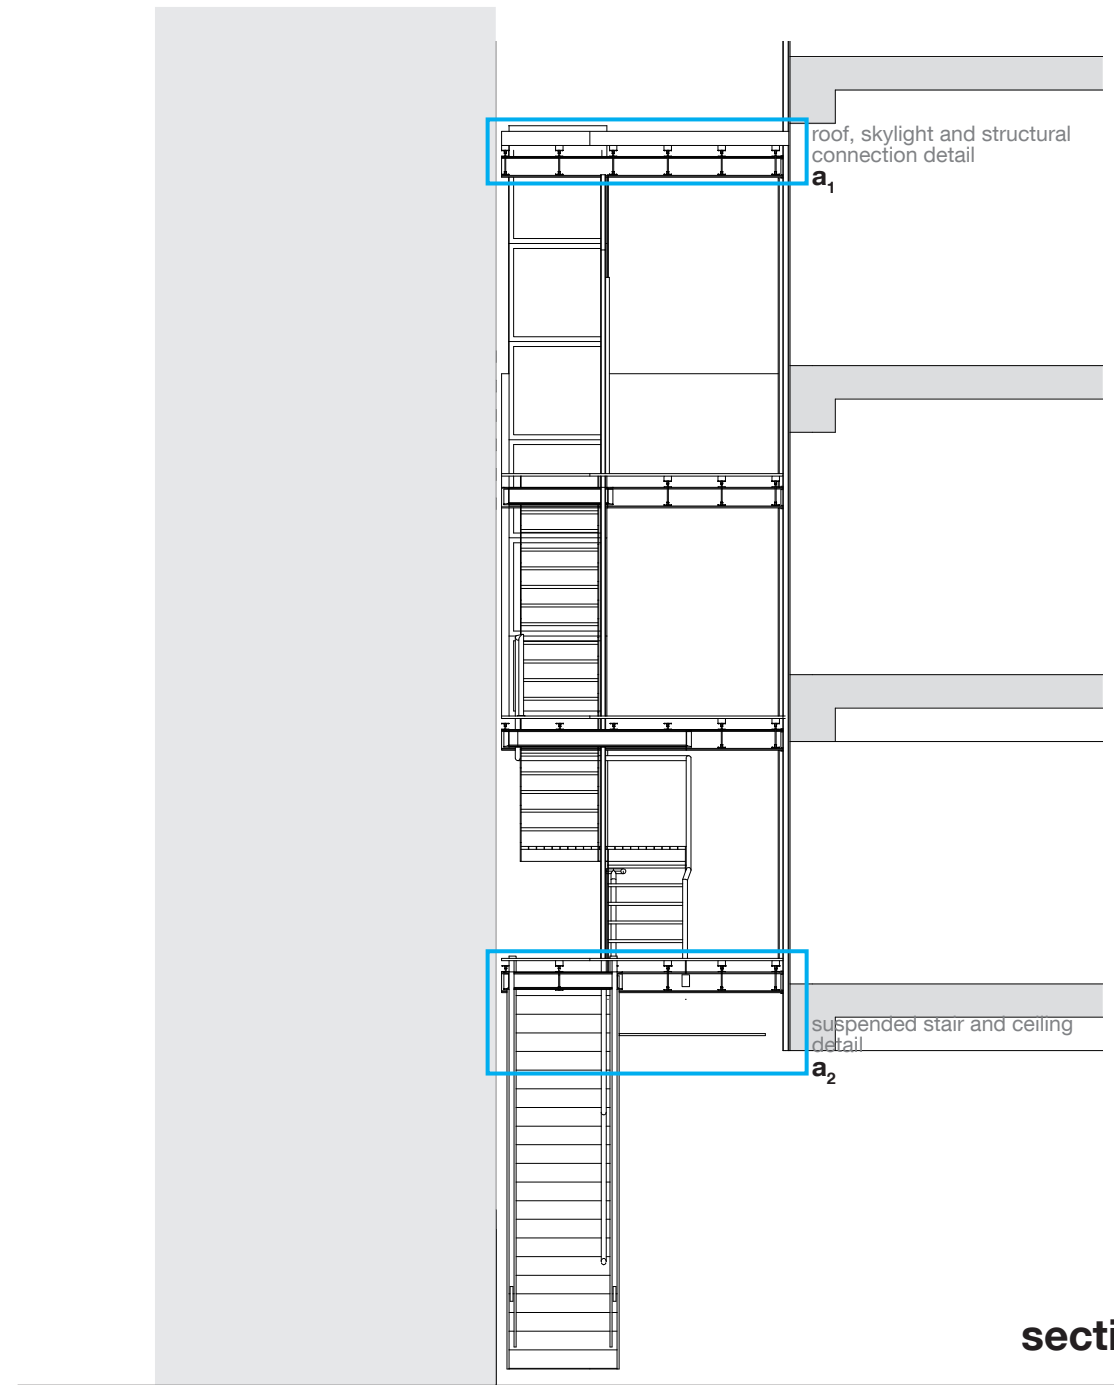 roof, skylight and structural
connection detail
a1
suspended stair and ceiling
detail
a2
secti